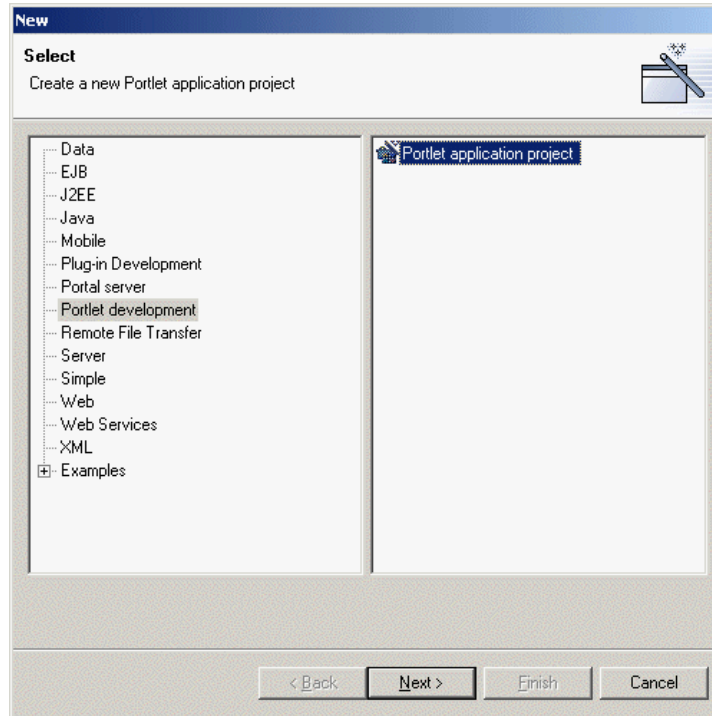 New
Select
Create a new Portlet application project
Data
EJB
J2EE
Java
Mobile
Plug-in Development
Portal server
Portlet development
Remote File Transfer
Server
Simple
Web
Web Services
XML
Examples
Portlet application project
< Back
Next >
Finish
Cancel